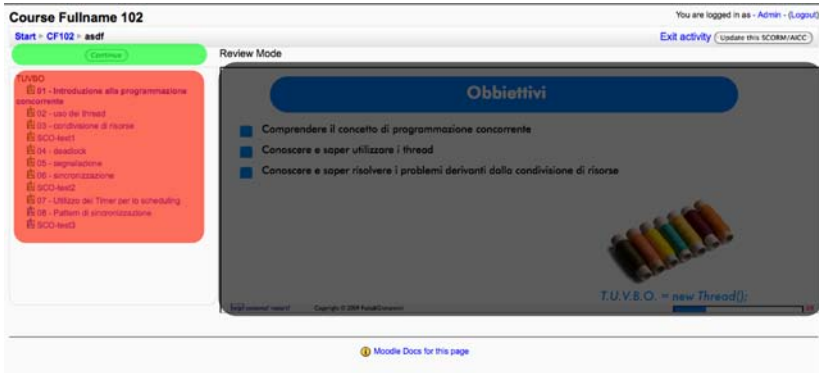 Course Fullname 102
You are logged in as - Admin - (Logout)
Start ▸ CF102 ▸ asdf
Exit activity
Update this SCORM/AICC
Continue
Review Mode
TUVBO
01 - Introduzione alla programmazione
concorrente
02 - uso dei thread
03 - condivisione di risorse
SCO-test1
04 - deadlock
05 - segnalazione
06 - sincronizzazione
SCO-test2
07 - Utilizzo dei Timer per lo scheduling
08 - Pattern di sincronizzazione
SCO-test3
Obbiettivi
Comprendere il concetto di programmazione concorrente
Conoscere e saper utilizzare i thread
Conoscere e saper risolvere i problemi derivanti dalla condivisione di risorse
T.U.V.B.O. = new Thread();
Copyright © 2009
Moodle Docs for this page